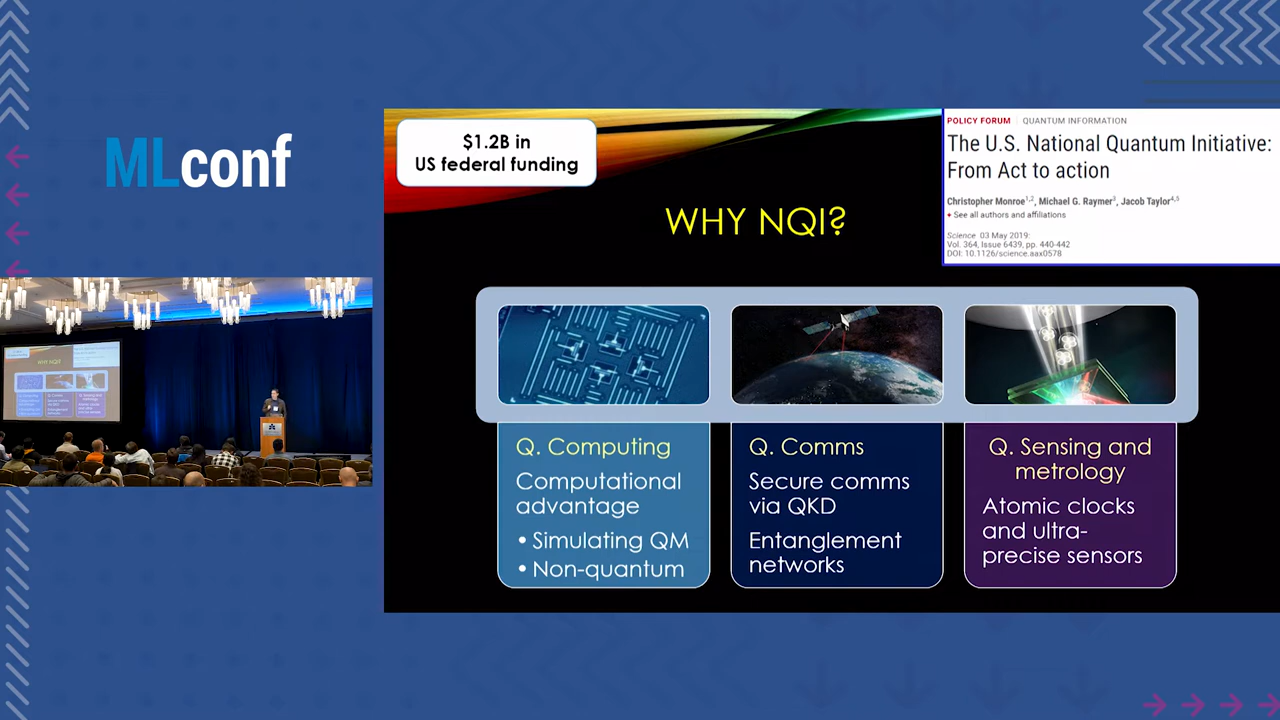 MLconf
$1.2B in
US federal funding
WHY NQI?
POLICY FORUM | QUANTUM INFORMATION
The U.S. National Quantum Initiative:
From Act to action
Christopher Monroe1,2, Michael G. Raymer3, Jacob Taylor4,5
+ See all authors and affiliations
Science 03 May 2019:
Vol. 364, Issue 6439, pp. 440-442
DOI: 10.1126/science.aax0578
Q. Computing
Computational
advantage
• Simulating QM
• Non-quantum
Q. Comms
Secure comms
via QKD
Entanglement
networks
Q. Sensing and
metrology
Atomic clocks
and ultra-
precise sensors
WHY NQI?